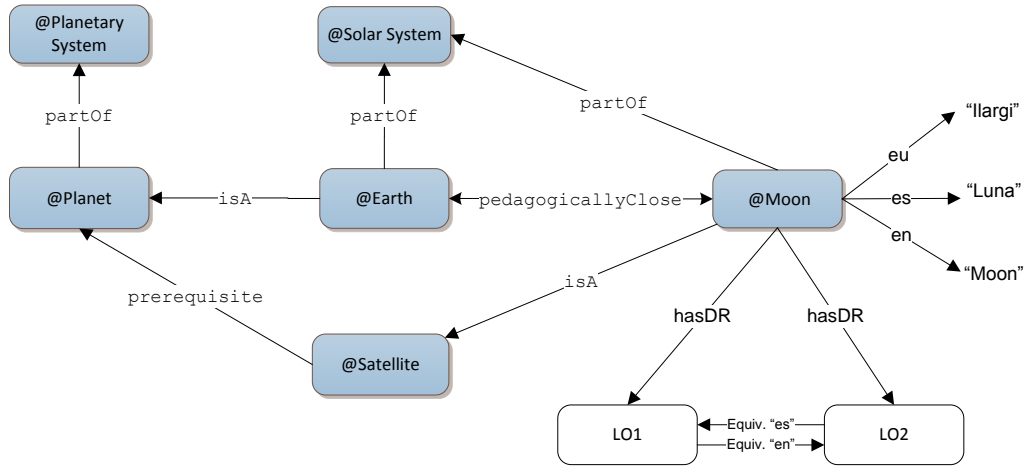 @Planetary
System
@Solar System
partOf
partOf
partOf
"Ilargi"
eu
@Planet
isA
@Earth
pedagogicallyClose
@Moon
es
"Luna"
en
"Moon"
prerequisite
isA
hasDR
hasDR
@Satellite
LO1
Equiv. "es"
Equiv. "en"
LO2